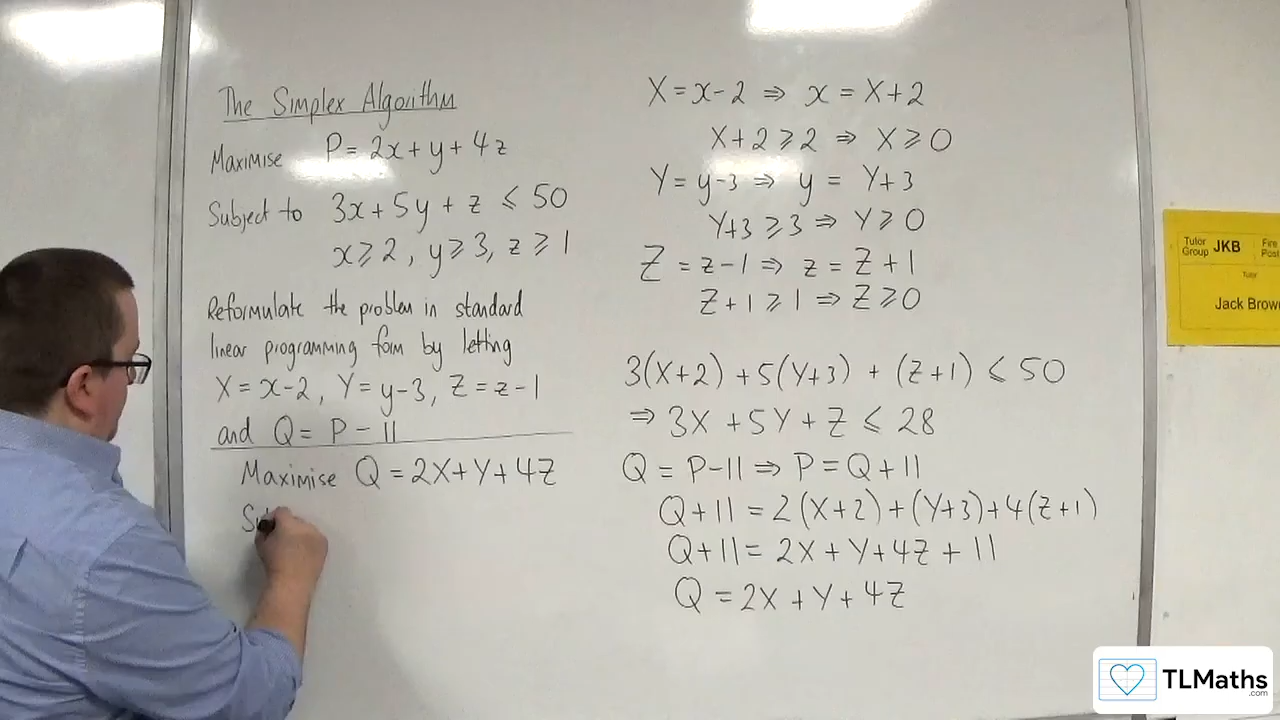 The Simplex Algorithm
Maximise P = 2x + y + 4z
Subject to 3x + 5y + z ⩽ 50
x ⩾ 2 , y ⩾ 3, z ⩾ 1
Reformulate the problem in standard
linear programming form by letting
X = x-2 , Y = y-3, Z = z-1
and Q = P - 11
Maximise Q = 2X + Y + 4Z
X = x-2 ⇒ x = X+2
X+2 ⩾ 2 ⇒ X ⩾ 0
Y = y-3 ⇒ y = Y+3
Y+3 ⩾ 3 ⇒ Y ⩾ 0
Z = z-1 ⇒ z = Z+1
Z+1 ⩾ 1 ⇒ Z ⩾ 0
3(X+2) + 5(Y+3) + (Z+1) ⩽ 50
⇒ 3X + 5Y + Z ⩽ 28
Q = P-11 ⇒ P = Q+11
Q+11 = 2(X+2)+(Y+3)+4(Z+1)
Q+11 = 2X + Y + 4Z + 11
Q = 2X + Y + 4Z
Tutor Group JKB
Fire
Tutor
Jack
TLMaths
.com